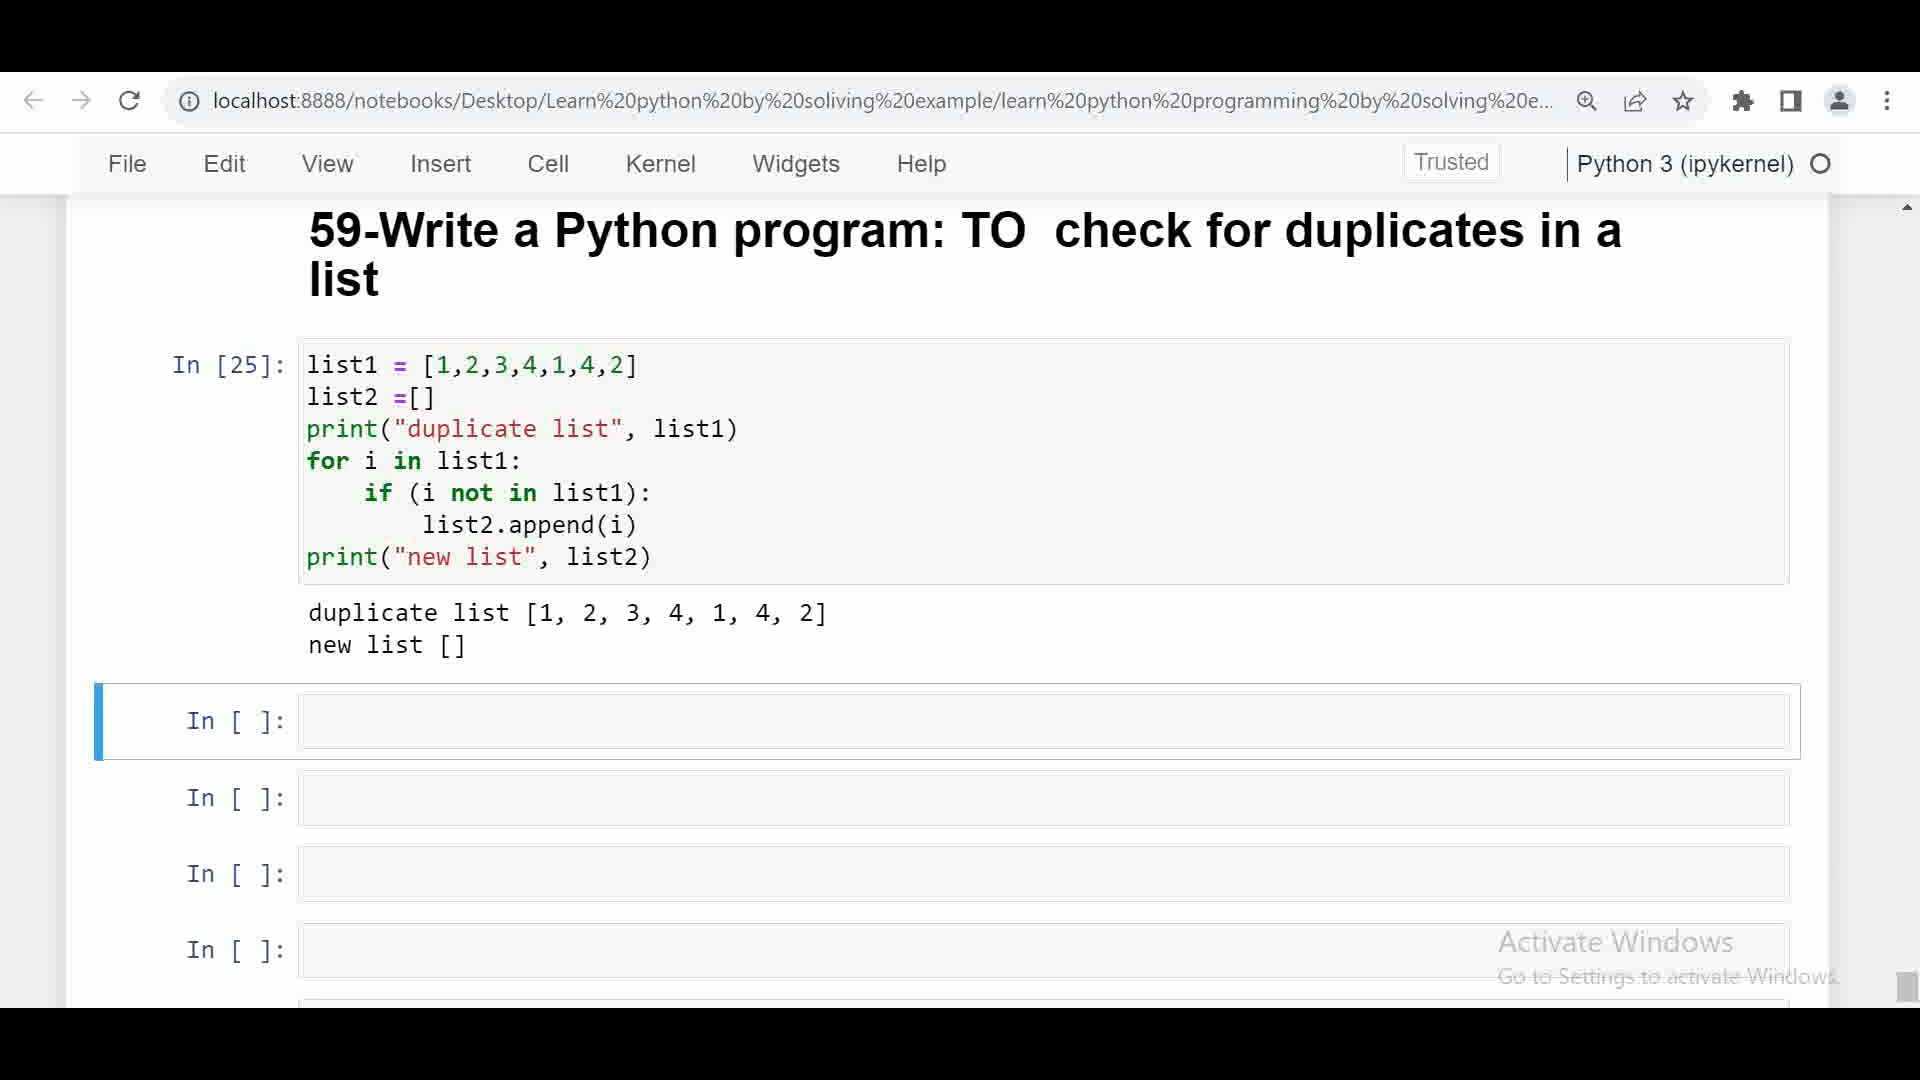 localhost:8888/notebooks/Desktop/Learn%20python%20by%20soliving%20example/learn%20python%20programming%20by%20solving%20e...
File Edit View Insert Cell Kernel Widgets Help Trusted Python 3 (ipykernel)
59-Write a Python program: TO  check for duplicates in a
list
In [25]: list1 = [1,2,3,4,1,4,2]
list2 =[]
print("duplicate list", list1)
for i in list1:
    if (i not in list1):
        list2.append(i)
print("new list", list2)
duplicate list [1, 2, 3, 4, 1, 4, 2]
new list []
In [ ]:
In [ ]:
In [ ]:
In [ ]:
Activate Windows
Go to Settings to activate Windows.